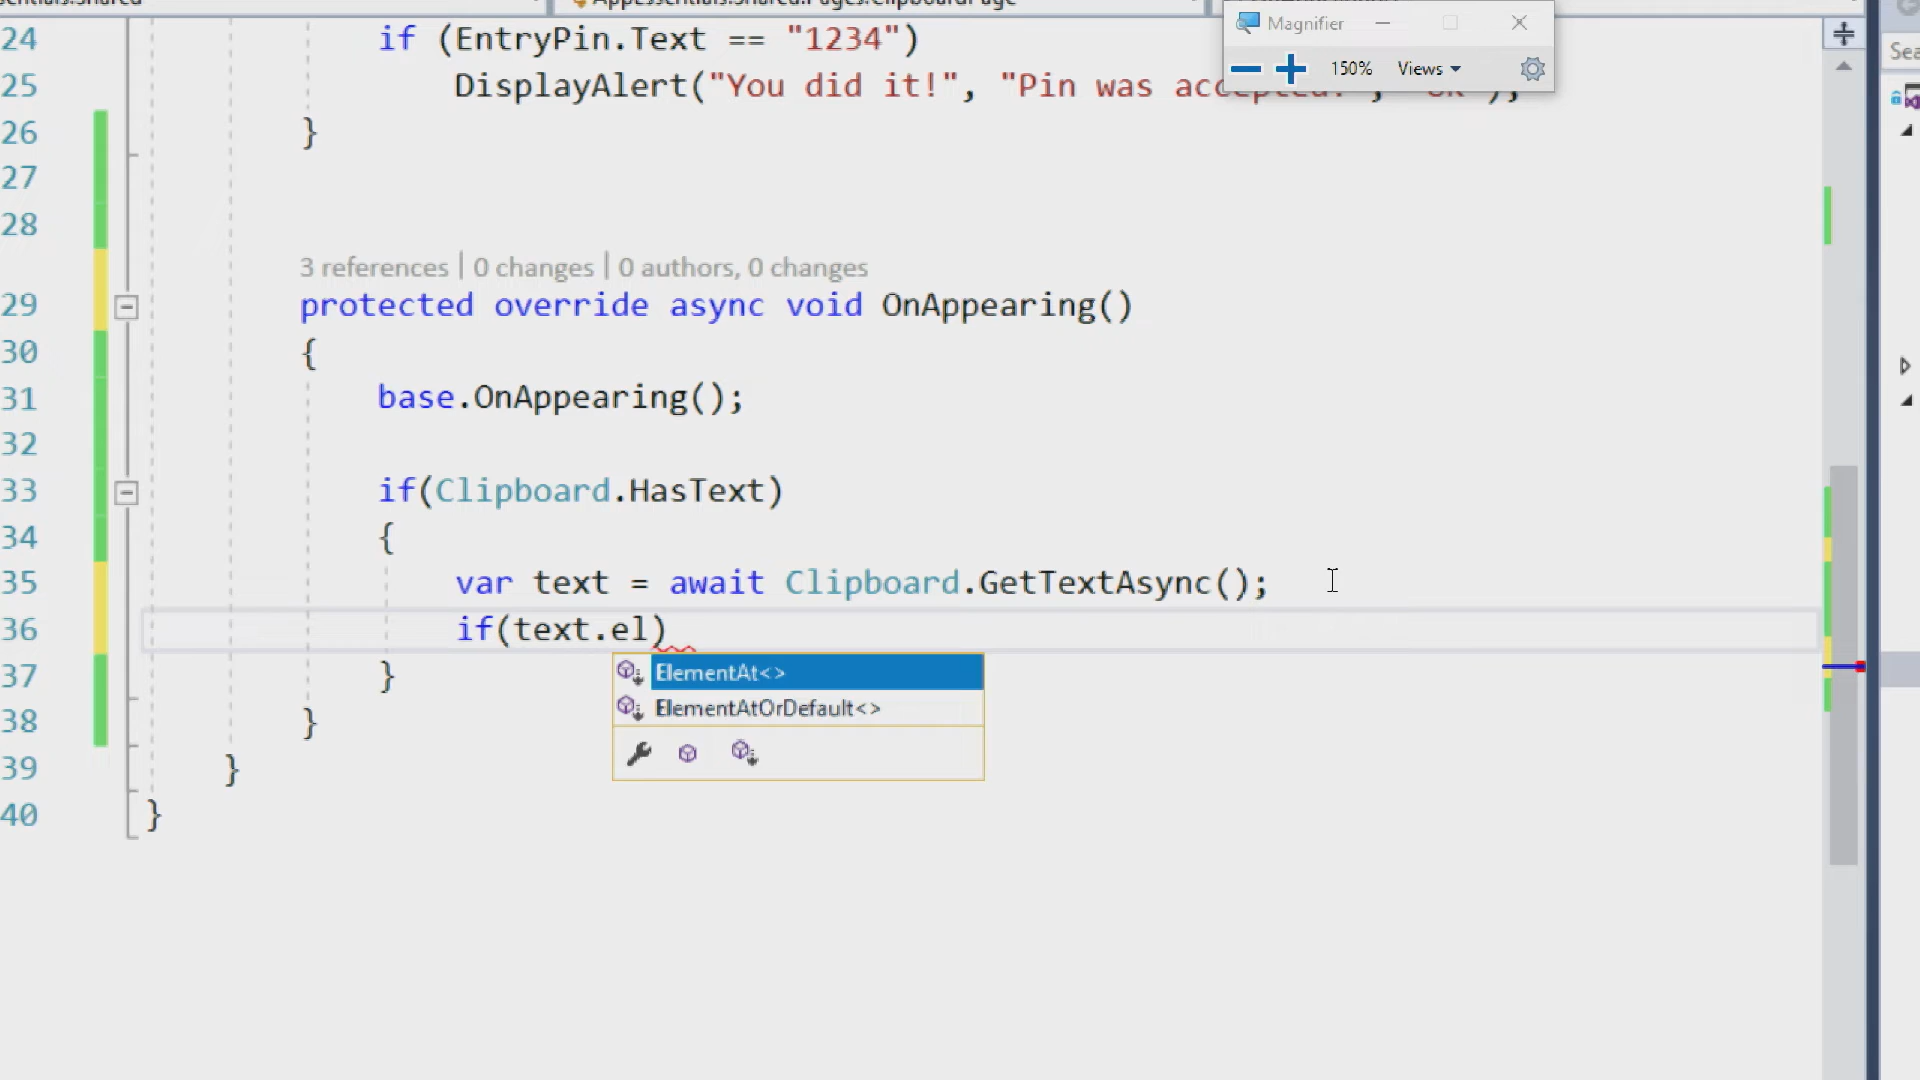 Magnifier
150% Views
Sea
24 if (EntryPin.Text == "1234")
25 DisplayAlert("You did it!", "Pin was accepted!", "OK");
26 }
27
28
3 references | 0 changes | 0 authors, 0 changes
29 protected override async void OnAppearing()
30 {
31 base.OnAppearing();
32
33 if(Clipboard.HasText)
34 {
35 var text = await Clipboard.GetTextAsync();
36 if(text.el)
ElementAt<>
ElementAtOrDefault<>
37 }
38 }
39 }
40 }